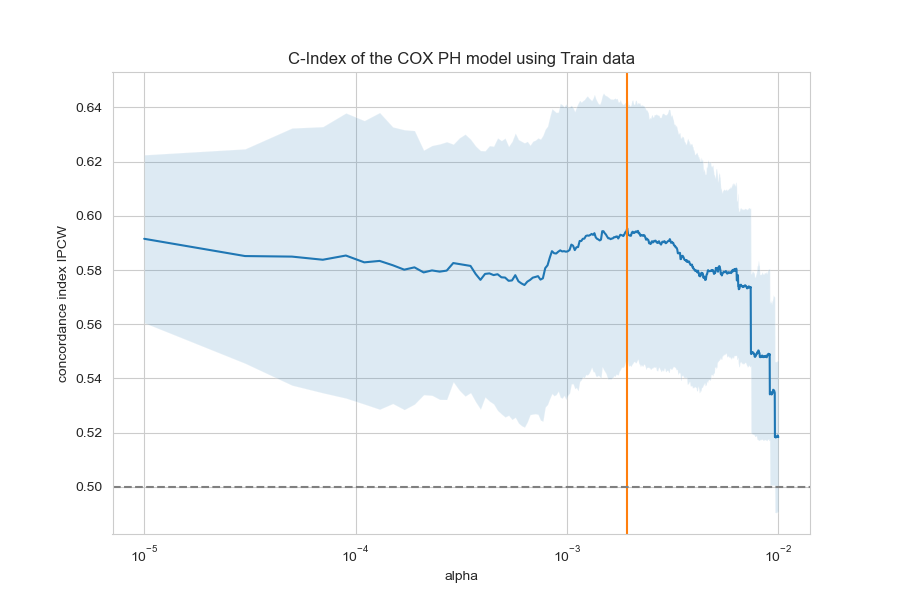 C-Index of the COX PH model using Train data
concordance index IPCW
0.64
0.62
0.60
0.58
0.56
0.54
0.52
0.50
10⁻⁵ 10⁻⁴ 10⁻³ 10⁻²
alpha